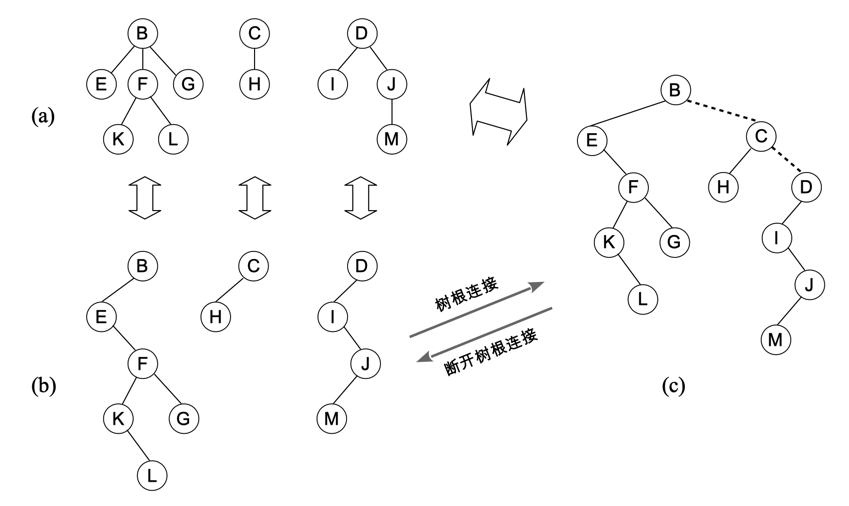 B C D
E F G H I J
(a)
K L M
B C D
E H I
F J
(b)
K G M
L
树根连接
断开树根连接
B
E C
F H D
K G I
L J
M
(c)